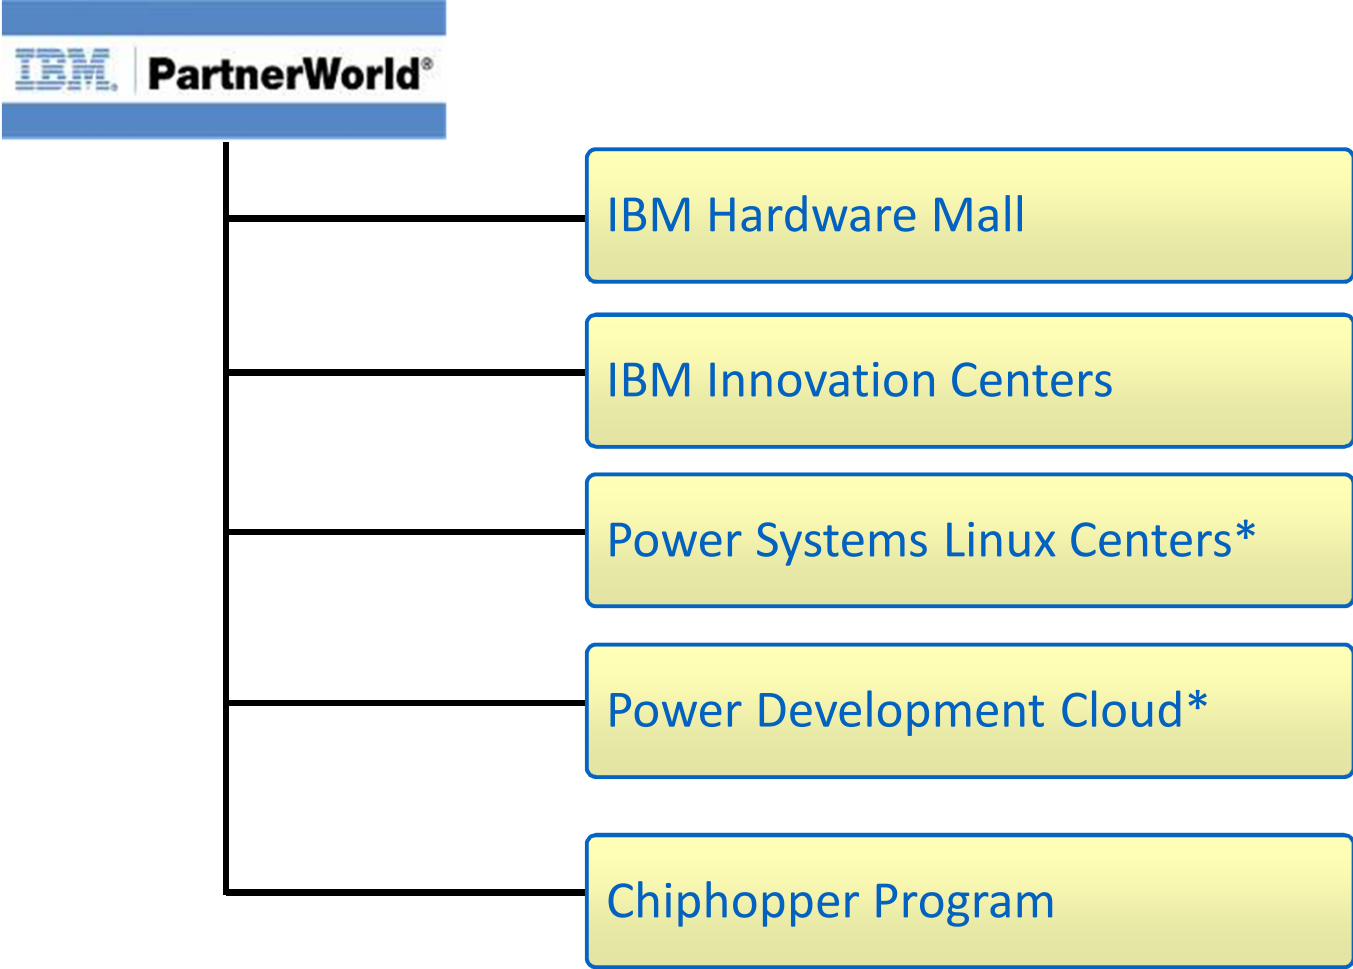 IBM. PartnerWorld®
IBM Hardware Mall
IBM Innovation Centers
Power Systems Linux Centers*
Power Development Cloud*
Chiphopper Program